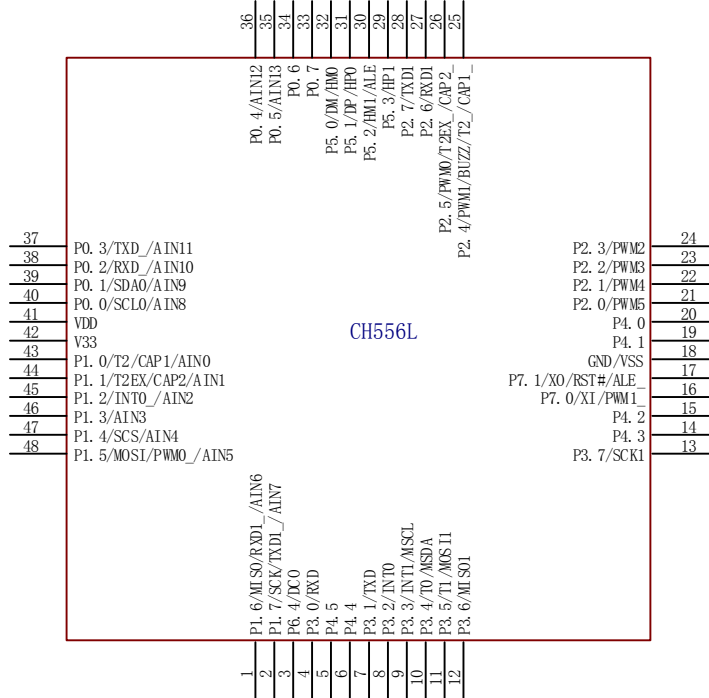 36
35
34
33
32
31
30
29
28
27
26
25
P0.4/AIN12
P0.5/AIN13
P0.6
P0.7
P5.0/DM/HM0
P5.1/DP/HP0
P5.2/HM1/ALE
P5.3/HP1
P2.7/TXD1
P2.6/RXD1
P2.5/PWM0/T2EX_/CAP2_
P2.4/PWM1/BUZZ/T2_/CAP1_
37 P0.3/TXD_/AIN11
38 P0.2/RXD_/AIN10
39 P0.1/SDA0/AIN9
40 P0.0/SCL0/AIN8
41 VDD
42 V33
43 P1.0/T2/CAP1/AIN0
44 P1.1/T2EX/CAP2/AIN1
45 P1.2/INT0_/AIN2
46 P1.3/AIN3
47 P1.4/SCS/AIN4
48 P1.5/MOSI/PWM0_/AIN5
CH556L
P2.3/PWM2 24
P2.2/PWM3 23
P2.1/PWM4 22
P2.0/PWM5 21
P4.0 20
P4.1 19
GND/VSS 18
P7.1/XO/RST#/ALE_ 17
P7.0/XI/PWM1_ 16
P4.2 15
P4.3 14
P3.7/SCK1 13
P1.6/MISO/RXD1_/AIN6
P1.7/SCK/TXD1_/AIN7
P6.4/DCO
P3.0/RXD
P4.5
P4.4
P3.1/TXD
P3.2/INT0
P3.3/INT1/MSCL
P3.4/T0/MSDA
P3.5/T1/MOSI1
P3.6/MISO1
1
2
3
4
5
6
7
8
9
10
11
12